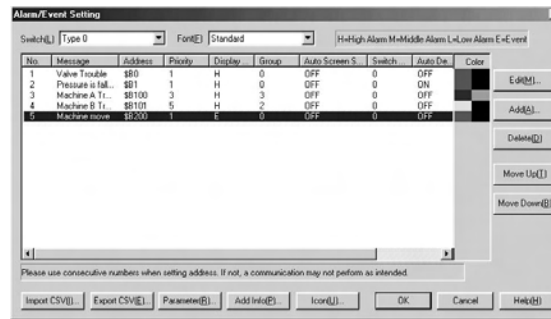 Alarm/Event Setting
Switch(L) Type 0 Font(F) Standard H=High Alarm M=Middle Alarm L=Low Alarm E=Event
No. Message Address Priority Display... Group Auto Screen S... Switch... Auto De... Color
1 Valve Trouble $B0 1 H 0 OFF 0 OFF
2 Pressure is fall... $B1 1 H 0 OFF 0 ON
3 Machine A Tr... $B100 3 H 3 OFF 0 OFF
4 Machine B Tr... $B101 5 H 2 OFF 0 OFF
5 Machine move $B200 1 E 0 OFF 0 OFF
Edit(M)...
Add(A)...
Delete(D)
Move Up(T)
Move Down(B)
Please use consecutive numbers when setting address. If not, a communication may not perform as intended.
Import CSV(I)... Export CSV(E)... Parameter(R)... Add Info(P)... Icon(U)... OK Cancel Help(H)